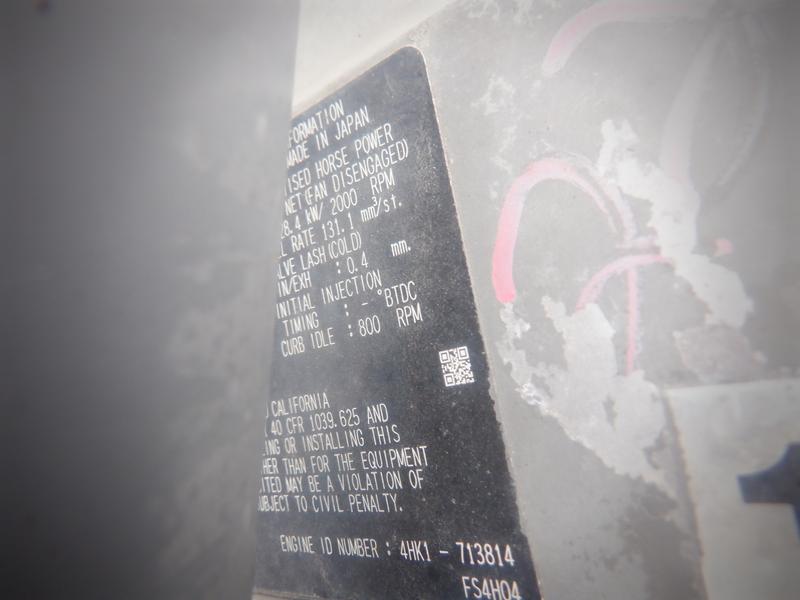 FORMATION
MADE IN JAPAN
ISED HORSE POWER
NET (FAN DISENGAGED)
28.4 kW/ 2000 RPM
L RATE 131.1 mm³/st.
LVE LASH (COLD)
IN/EXH : 0.4 mm.
INITIAL INJECTION
TIMING : - °BTDC
CURB IDLE : 800 RPM
CALIFORNIA
40 CFR 1039.625 AND
ING OR INSTALLING THIS
HER THAN FOR THE EQUIPMENT
ITED MAY BE A VIOLATION OF
UBJECT TO CIVIL PENALTY.
ENGINE ID NUMBER : 4HK1 - 713814
FS4H04